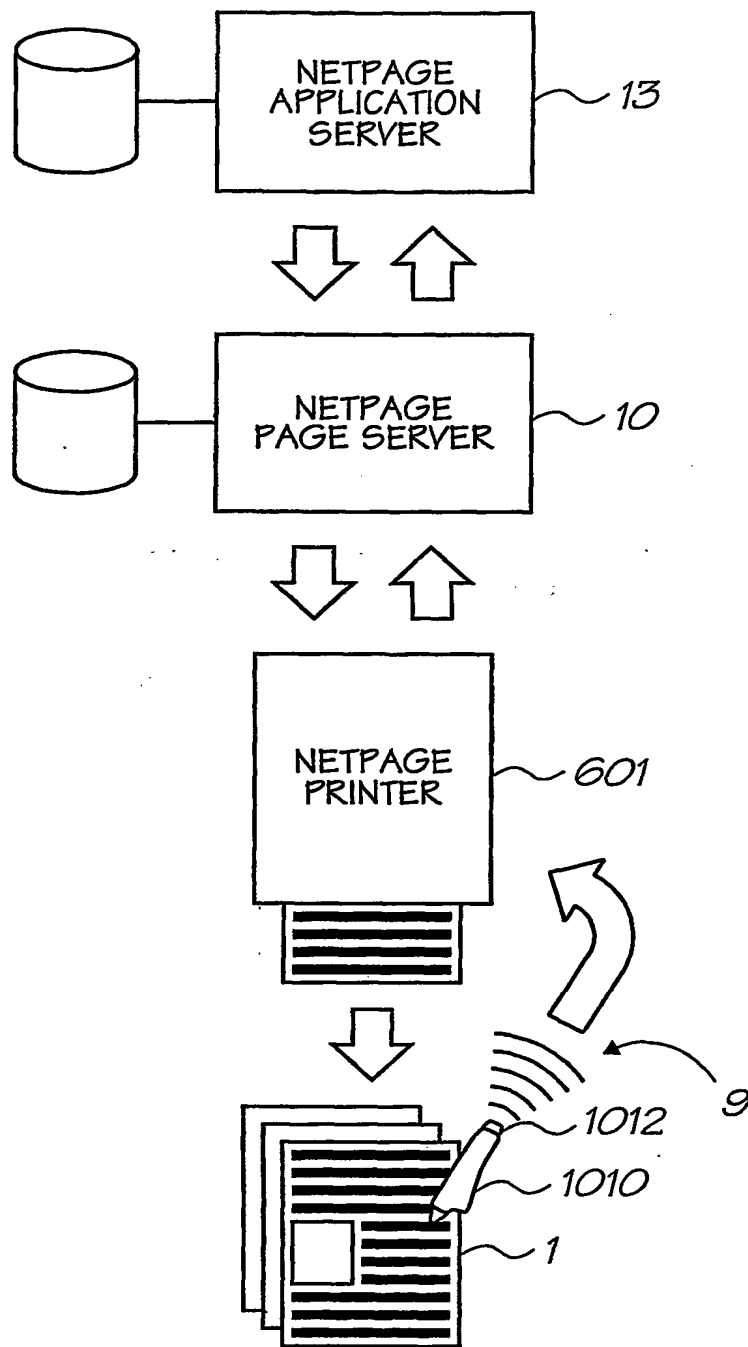 NETPAGE
APPLICATION
SERVER
13
NETPAGE
PAGE SERVER
10
NETPAGE
PRINTER
601
9
1012
1010
1